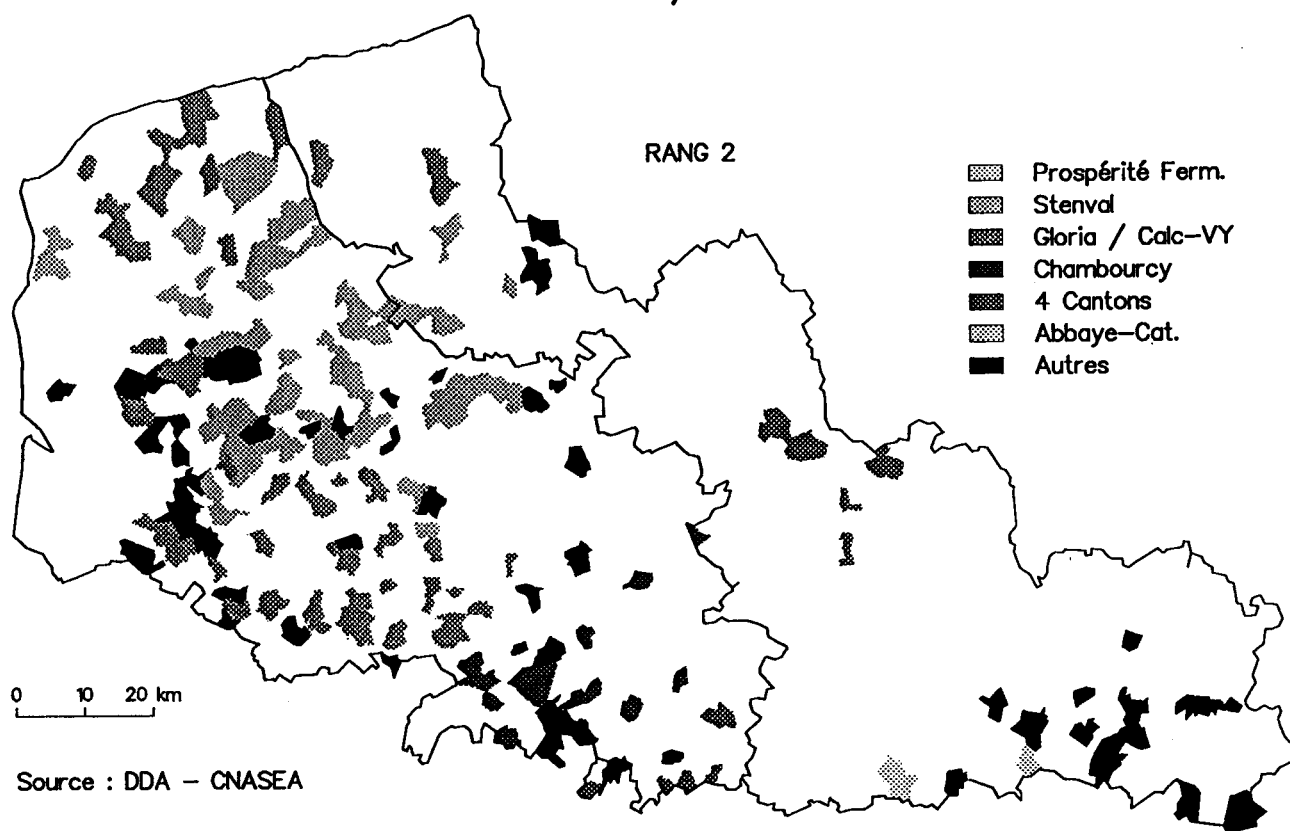 RANG 2
Prospérité Ferm.
Stenval
Gloria / Calc-VY
Chambourcy
4 Cantons
Abbaye-Cat.
Autres
0 10 20 km
Source : DDA - CNASEA